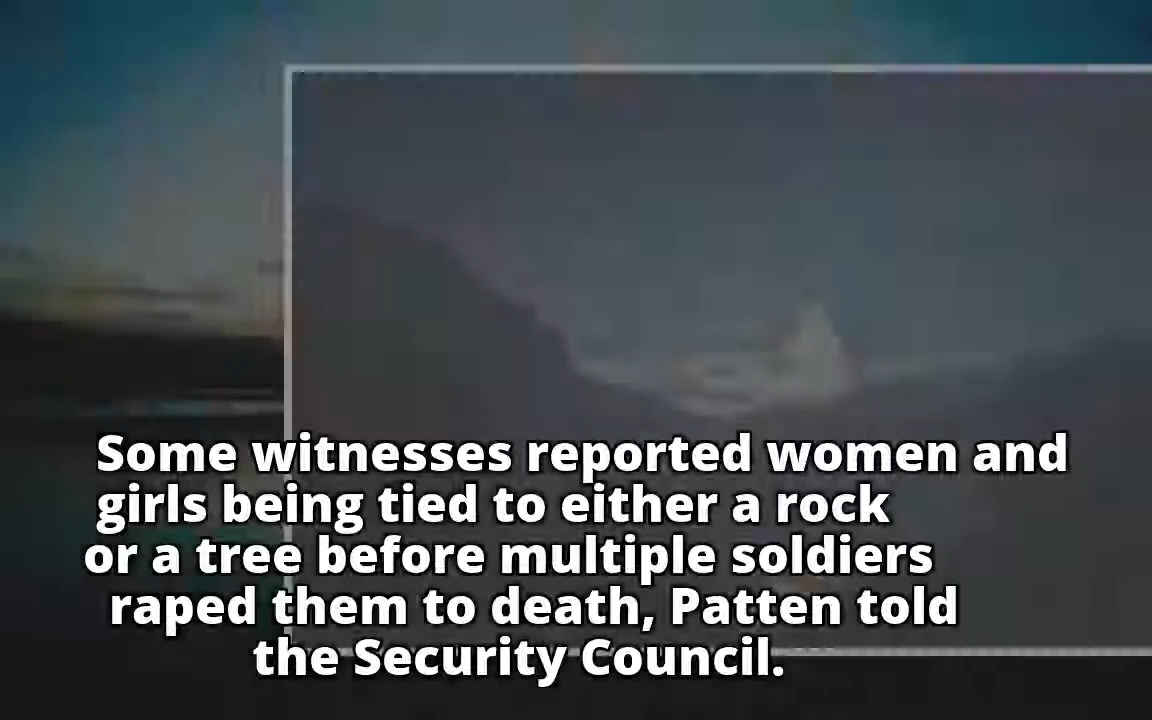 Some witnesses reported women and
girls being tied to either a rock
or a tree before multiple soldiers
raped them to death, Patten told
the Security Council.